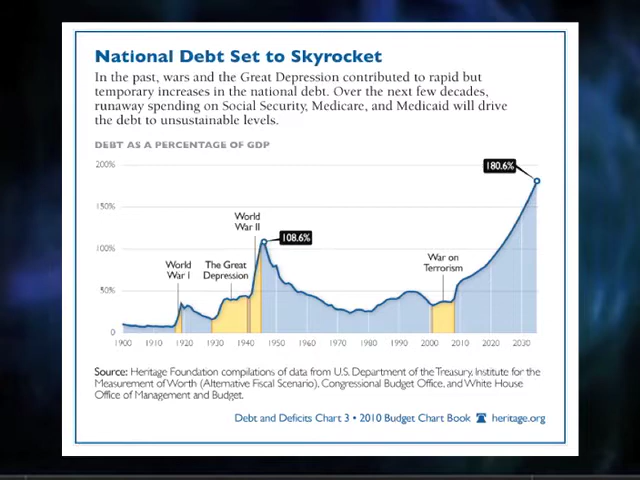 National Debt Set to Skyrocket
In the past, wars and the Great Depression contributed to rapid but
temporary increases in the national debt. Over the next few decades,
runaway spending on Social Security, Medicare, and Medicaid will drive
the debt to unsustainable levels.
DEBT AS A PERCENTAGE OF GDP
200%
180.6%
150%
World
War II
108.6%
100%
World
War I
The Great
Depression
War on
Terrorism
50%
0
1900 1910 1920 1930 1940 1950 1960 1970 1980 1990 2000 2010 2020 2030
Source: Heritage Foundation compilations of data from U.S. Department of the Treasury, Institute for the
Measurement of Worth (Alternative Fiscal Scenario), Congressional Budget Office, and White House
Office of Management and Budget.
Debt and Deficits Chart 3 • 2010 Budget Chart Book heritage.org